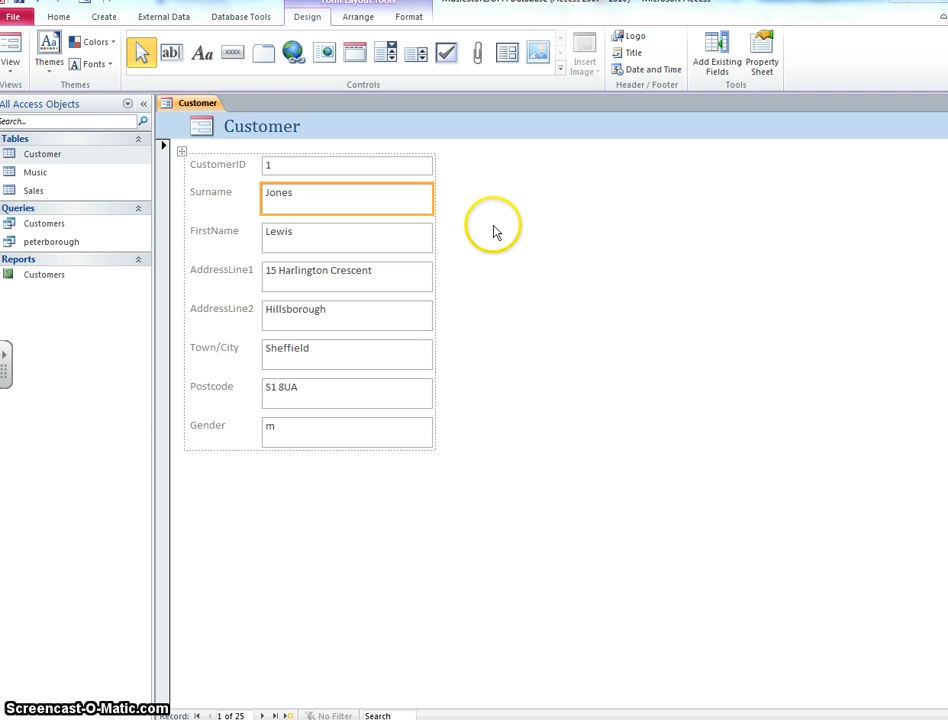 File Home Create External Data Database Tools Design Arrange Format
View Themes Colors Fonts ab| Aa xxxx Insert Image Logo Title Date and Time Add Existing Fields Property Sheet
Views Themes Controls Header / Footer Tools
All Access Objects
Search...
Tables
Customer
Music
Sales
Queries
Customers
peterborough
Reports
Customers
Customer
Customer
CustomerID 1
Surname Jones
FirstName Lewis
AddressLine1 15 Harlington Crescent
AddressLine2 Hillsborough
Town/City Sheffield
Postcode S1 8UA
Gender m
Record: 1 of 25 No Filter Search
Screencast-O-Matic.com